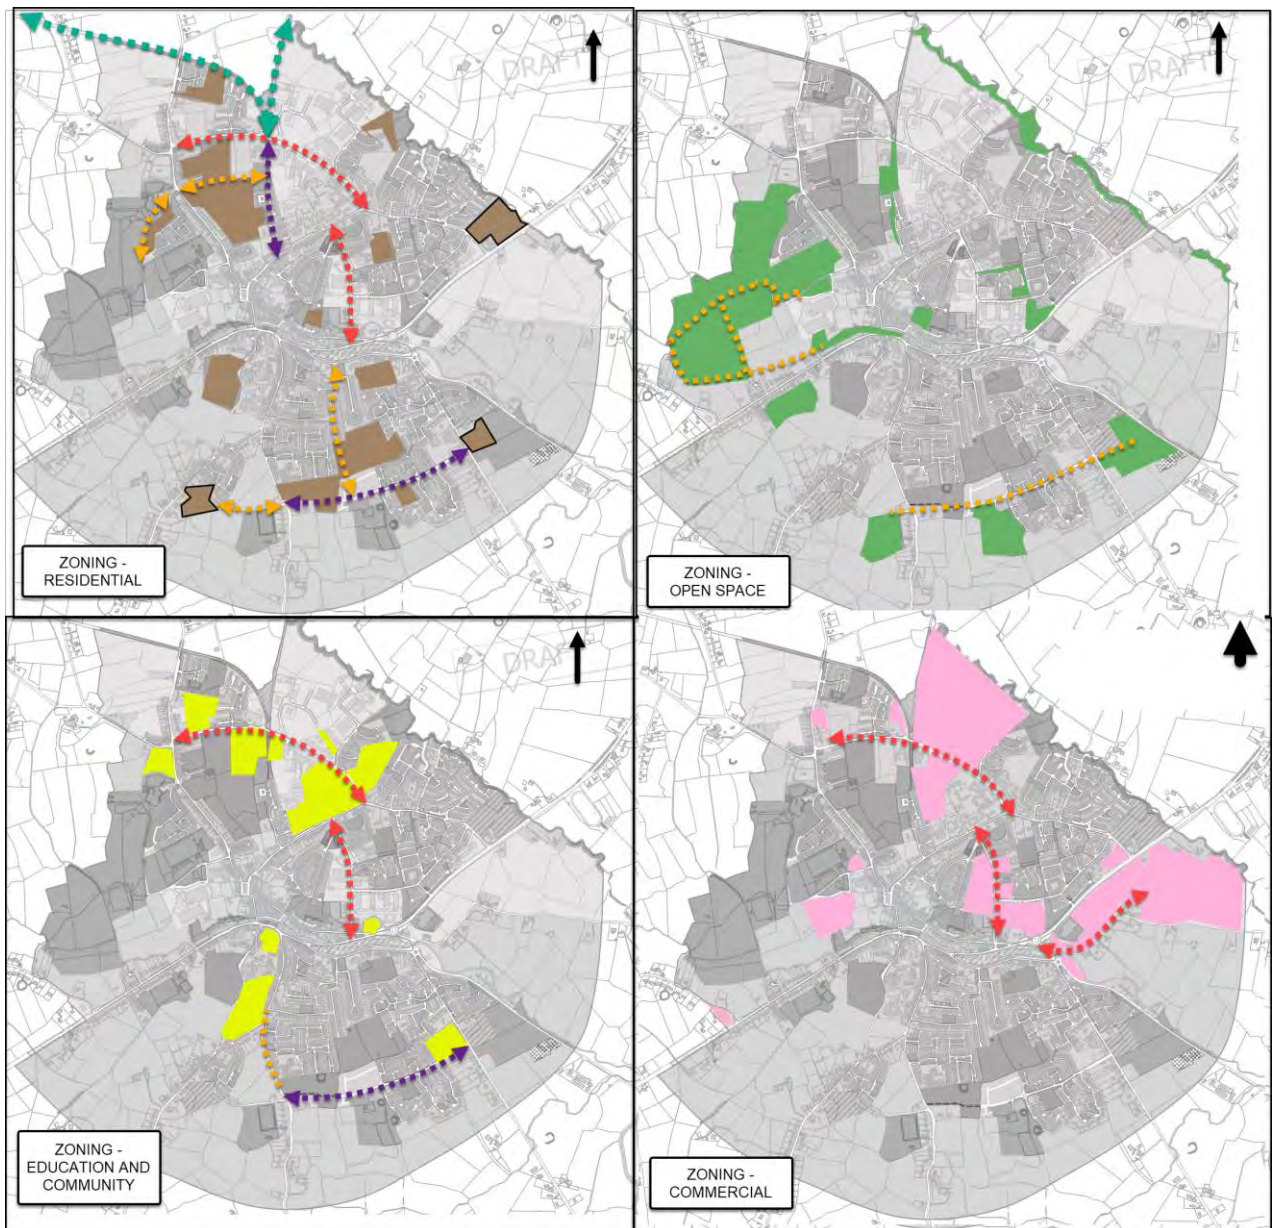 DRAFT
DRAFT
ZONING -
RESIDENTIAL
ZONING -
OPEN SPACE
DRAFT
ZONING -
EDUCATION AND
COMMUNITY
ZONING -
COMMERCIAL